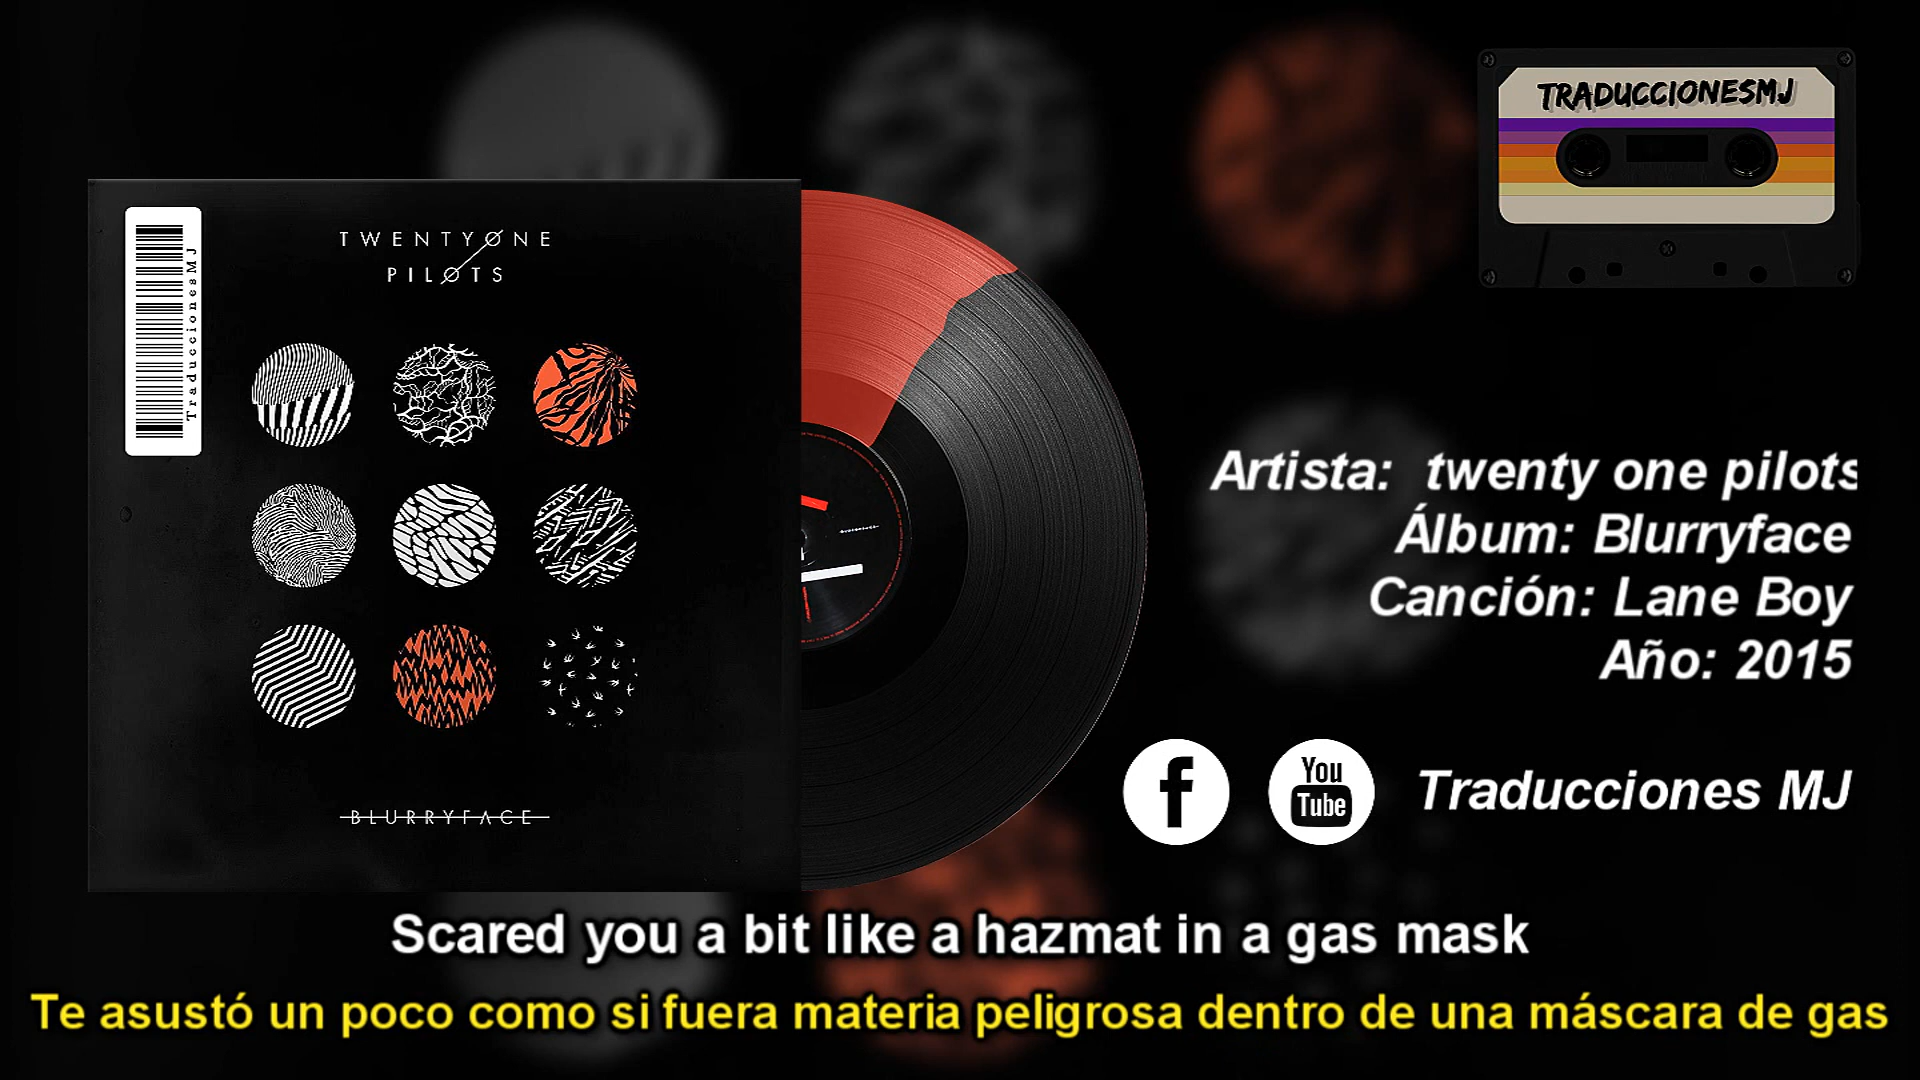 TRADUCCIONESMJ
TraduccionesMJ
TWENTY ØNE
PILØTS
BLURRYFACE
Artista: twenty one pilots
Álbum: Blurryface
Canción: Lane Boy
Año: 2015
f
You
Tube
Traducciones MJ
Scared you a bit like a hazmat in a gas mask
Te asustó un poco como si fuera materia peligrosa dentro de una máscara de gas